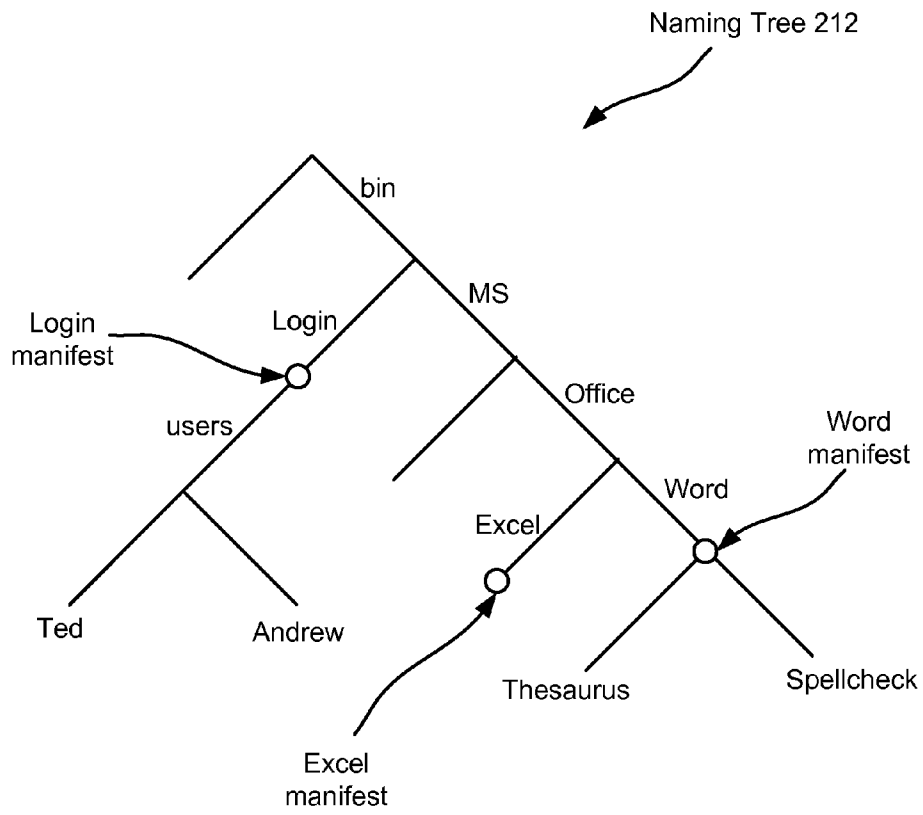 Naming Tree 212
bin
MS
Login
manifest
Login
Office
users
Word
manifest
Word
Excel
Ted
Andrew
Thesaurus
Spellcheck
Excel
manifest